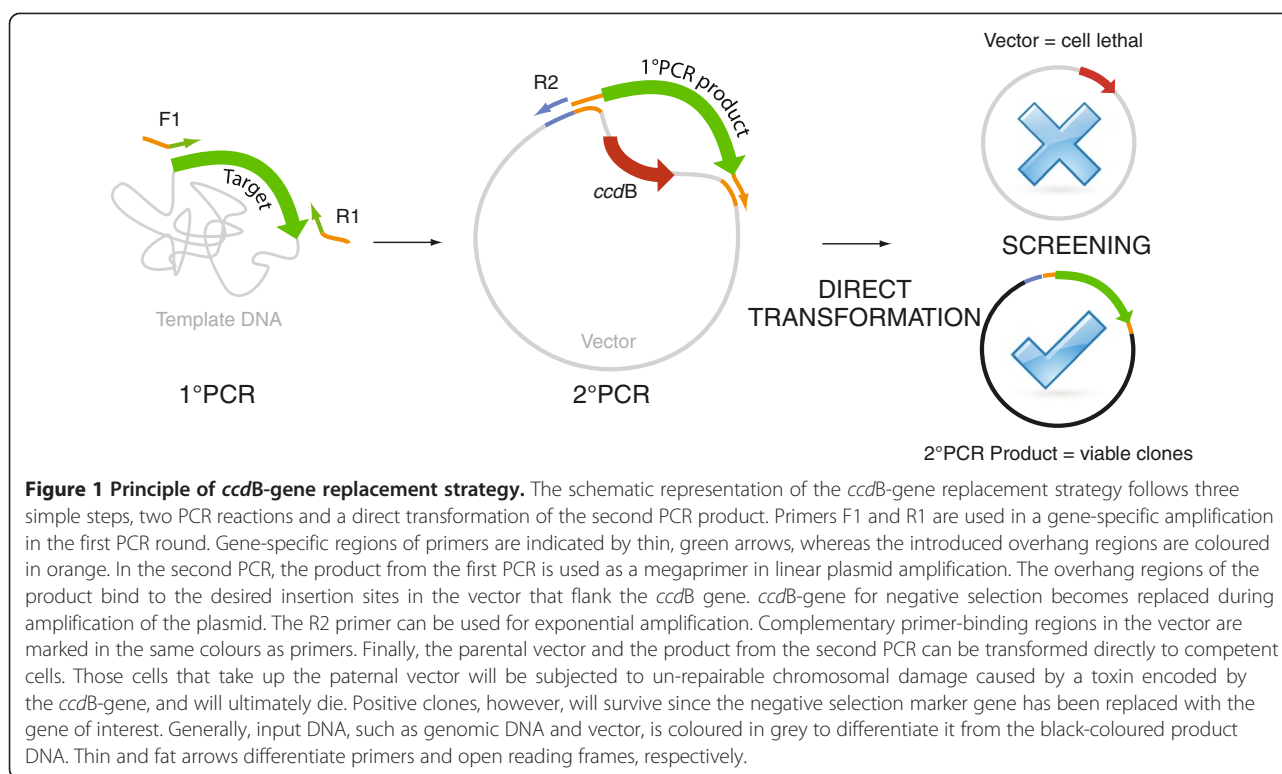 Vector = cell lethal
R2
1°PCR product
F1
Target
R1
ccdB
SCREENING
DIRECT
TRANSFORMATION
Template DNA
Vector
1°PCR
2°PCR
2°PCR Product = viable clones
Figure 1 Principle of ccdB-gene replacement strategy. The schematic representation of the ccdB-gene replacement strategy follows three
simple steps, two PCR reactions and a direct transformation of the second PCR product. Primers F1 and R1 are used in a gene-specific amplification
in the first PCR round. Gene-specific regions of primers are indicated by thin, green arrows, whereas the introduced overhang regions are coloured
in orange. In the second PCR, the product from the first PCR is used as a megaprimer in linear plasmid amplification. The overhang regions of the
product bind to the desired insertion sites in the vector that flank the ccdB gene. ccdB-gene for negative selection becomes replaced during
amplification of the plasmid. The R2 primer can be used for exponential amplification. Complementary primer-binding regions in the vector are
marked in the same colours as primers. Finally, the parental vector and the product from the second PCR can be transformed directly to competent
cells. Those cells that take up the paternal vector will be subjected to un-repairable chromosomal damage caused by a toxin encoded by
the ccdB-gene, and will ultimately die. Positive clones, however, will survive since the negative selection marker gene has been replaced with the
gene of interest. Generally, input DNA, such as genomic DNA and vector, is coloured in grey to differentiate it from the black-coloured product
DNA. Thin and fat arrows differentiate primers and open reading frames, respectively.